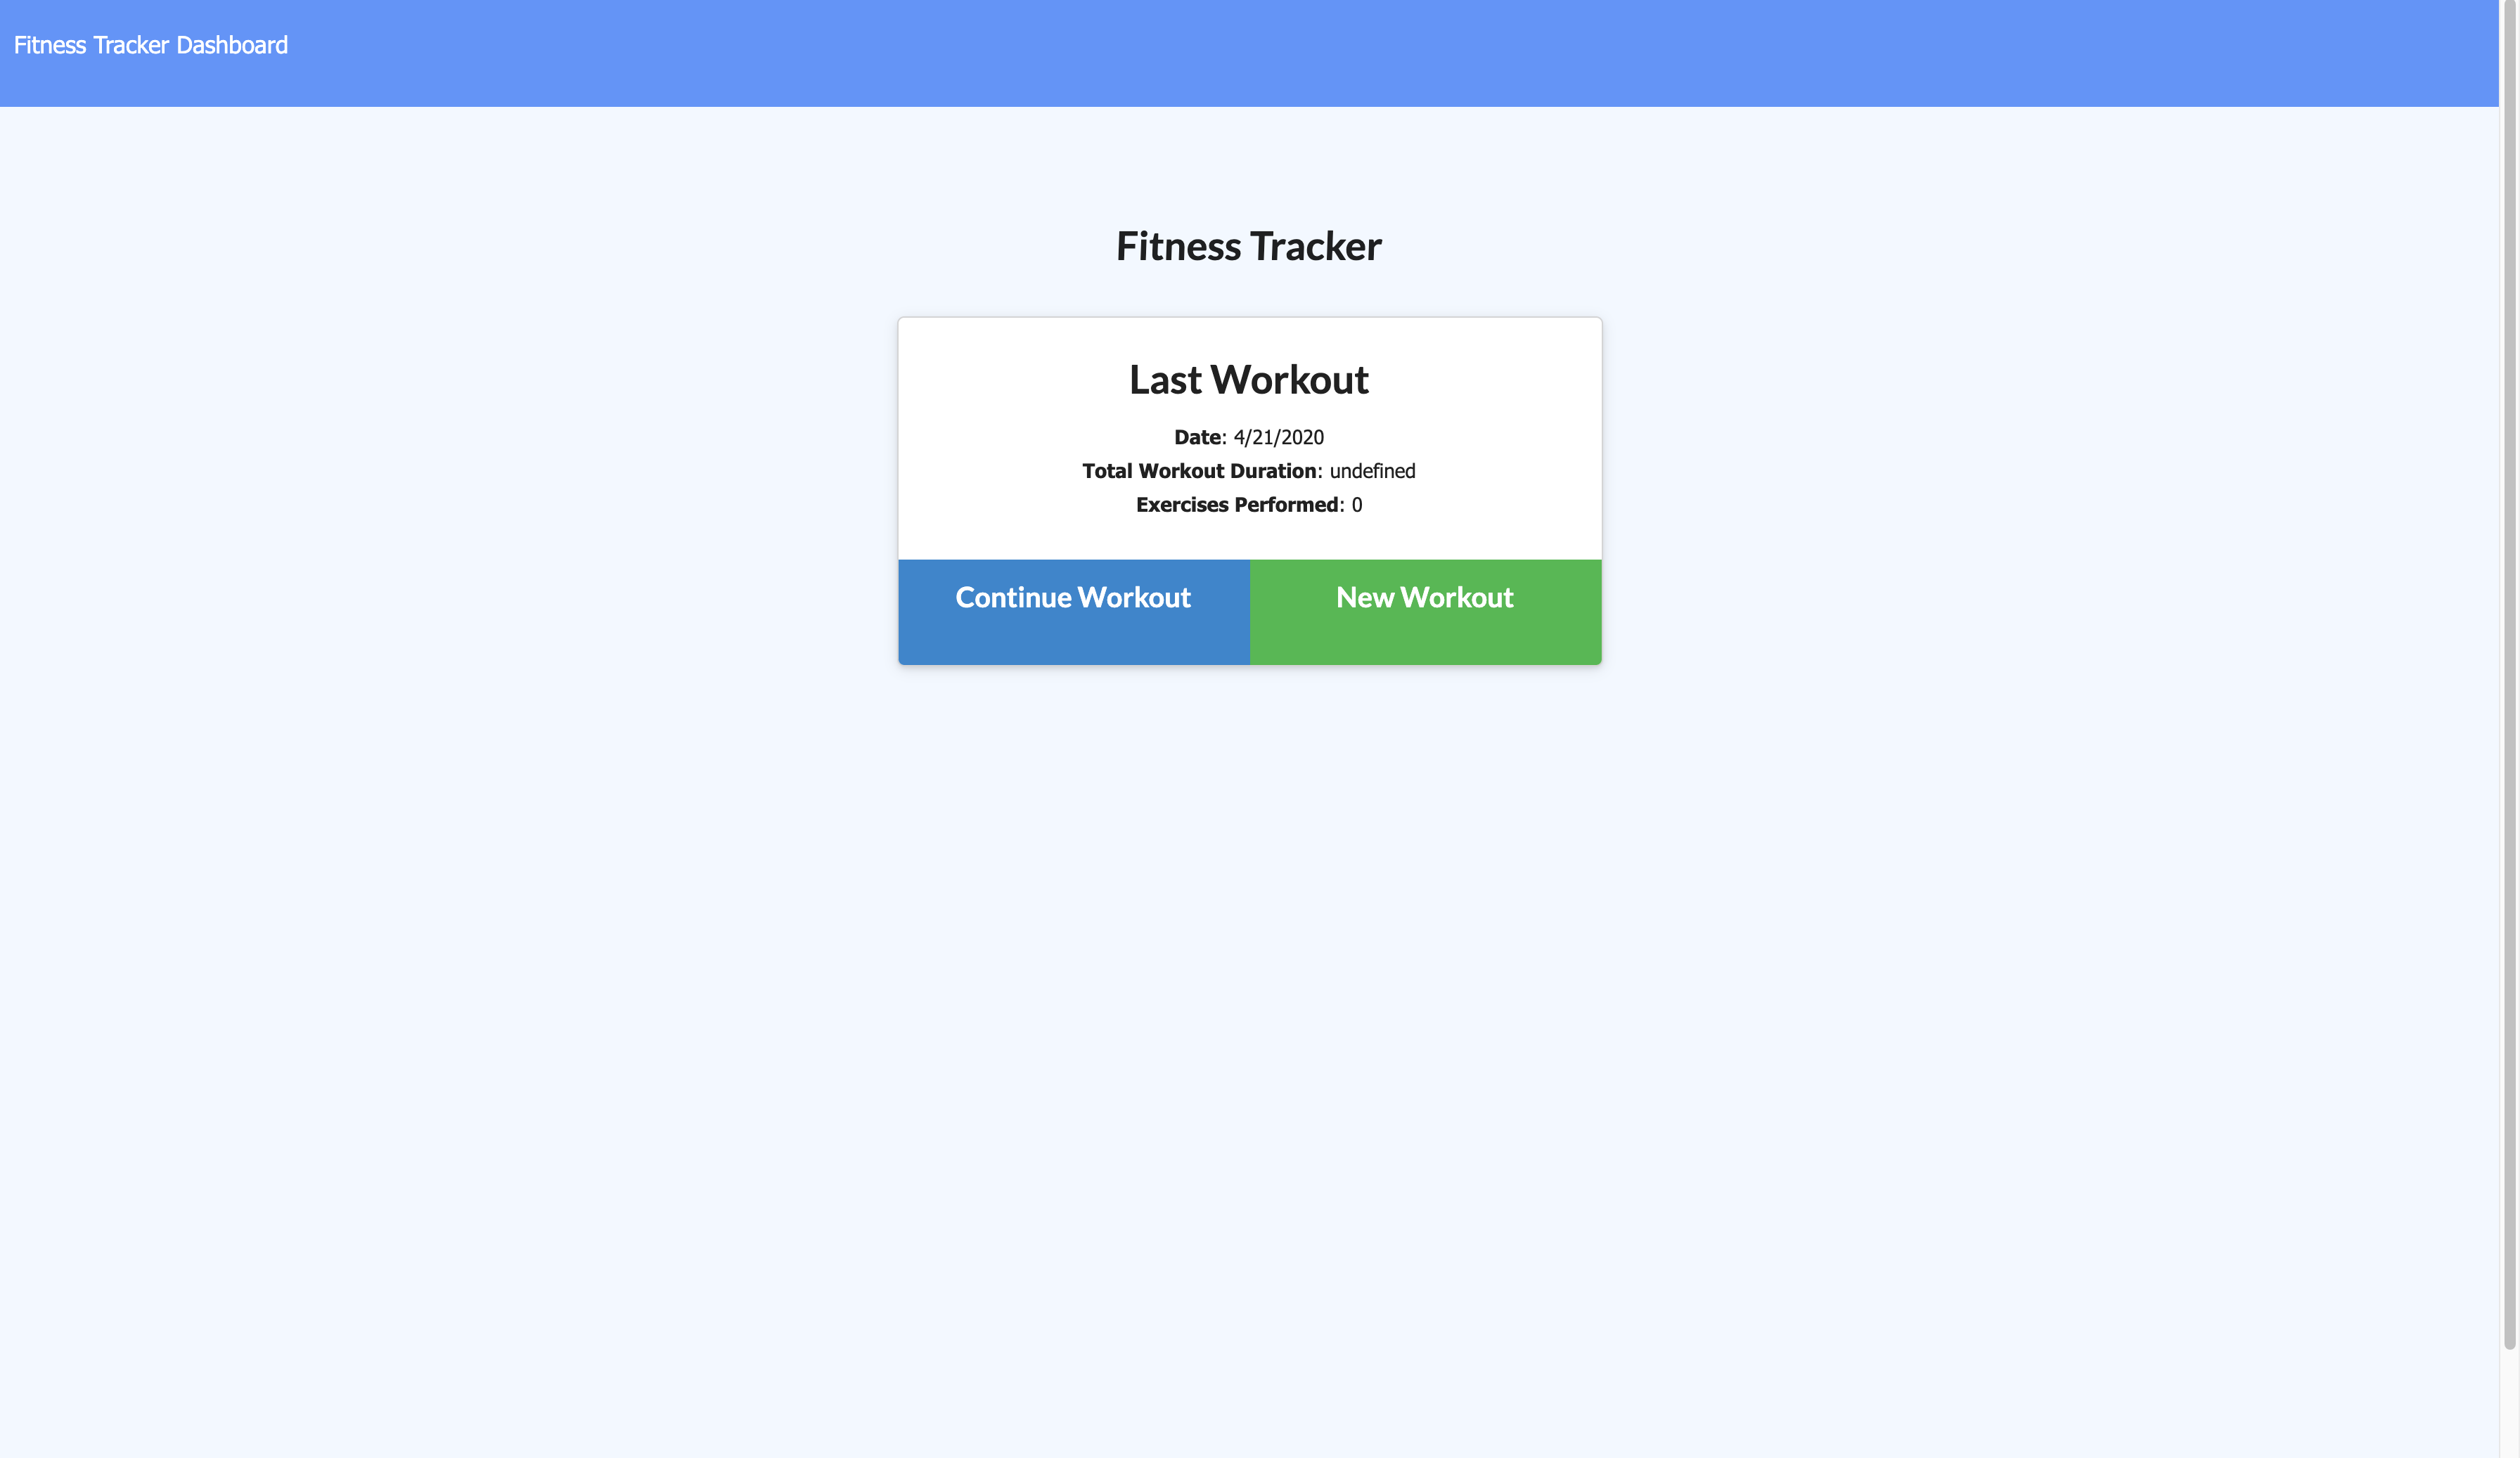 Fitness Tracker Dashboard
Fitness Tracker
Last Workout
Date: 4/21/2020
Total Workout Duration: undefined
Exercises Performed: 0
Continue Workout
New Workout